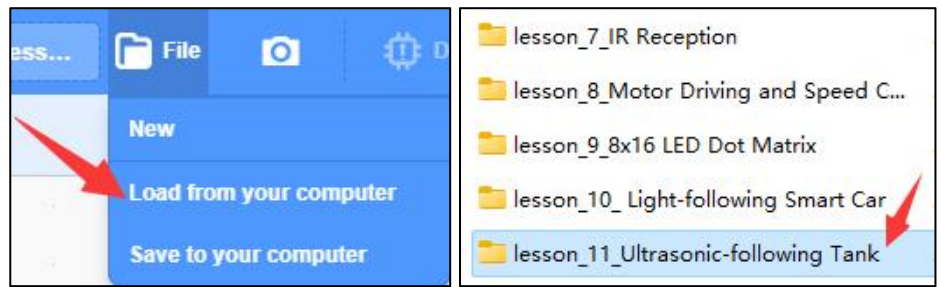 ess...
File
D
New
Load from your computer
Save to your computer
lesson_7_IR Reception
lesson_8_Motor Driving and Speed C...
lesson_9_8x16 LED Dot Matrix
lesson_10_ Light-following Smart Car
lesson_11_Ultrasonic-following Tank